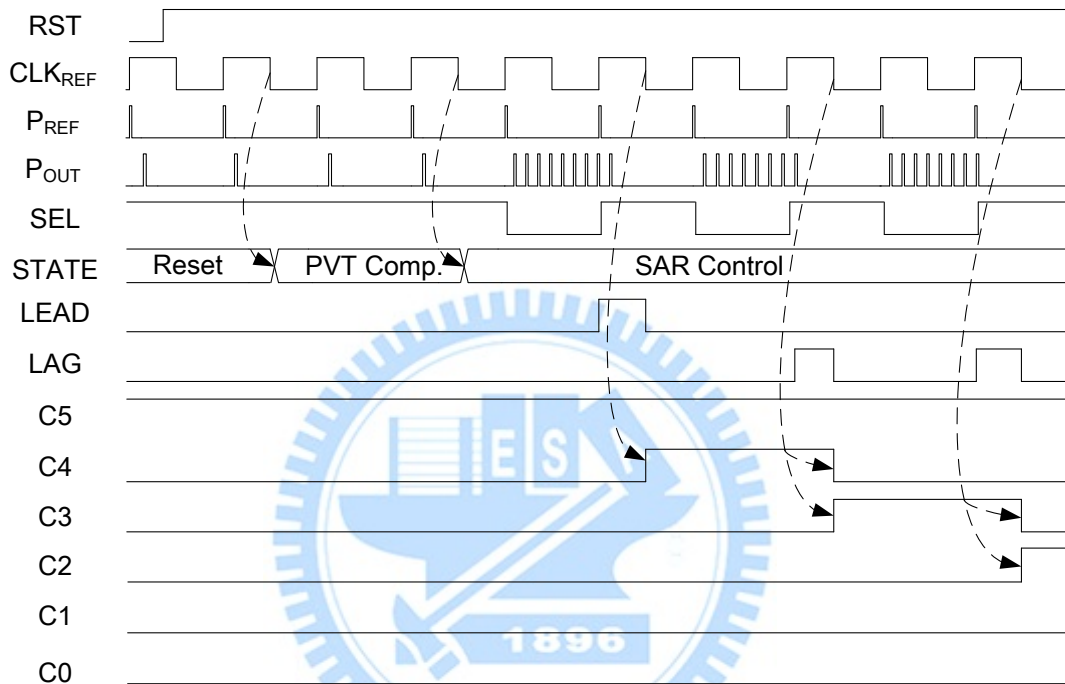 RST
CLKREF
PREF
POUT
SEL
STATE Reset PVT Comp. SAR Control
LEAD
LAG
C5
C4
C3
C2
C1
C0
ES
1896